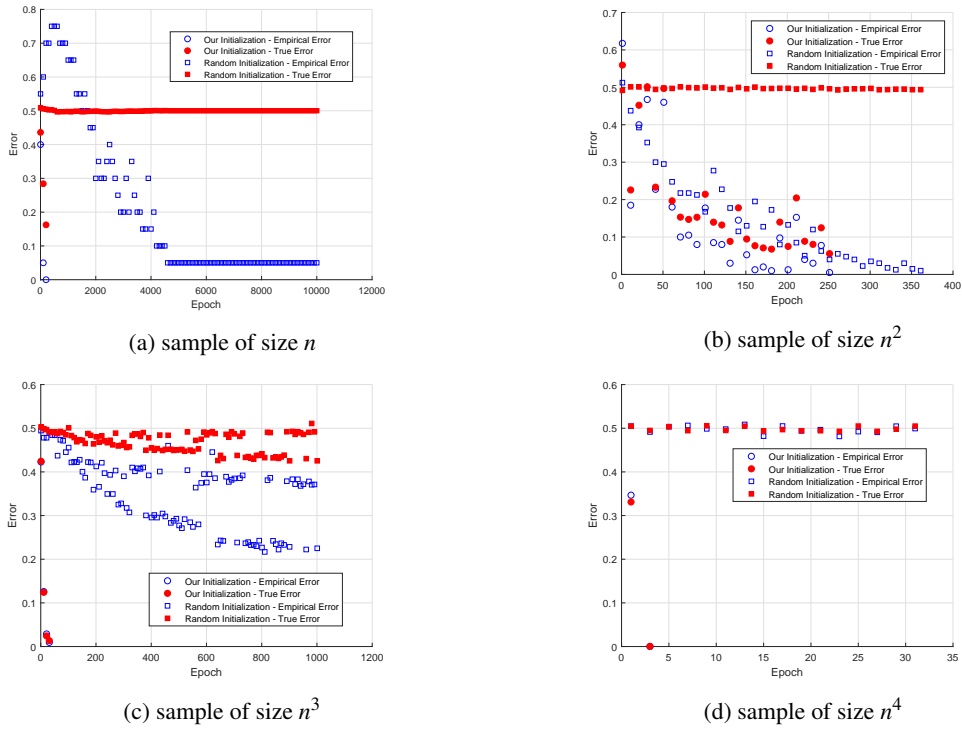 0.8
0.7
0.6
0.5
0.4
0.3
0.2
0.1
0
Error
0 2000 4000 6000 8000 10000 12000
Epoch
Our Initialization - Empirical Error
Our Initialization - True Error
Random Initialization - Empirical Error
Random Initialization - True Error
(a) sample of size n
0.7
0.6
0.5
0.4
0.3
0.2
0.1
0
Error
0 50 100 150 200 250 300 350 400
Epoch
Our Initialization - Empirical Error
Our Initialization - True Error
Random Initialization - Empirical Error
Random Initialization - True Error
(b) sample of size n²
0.6
0.5
0.4
0.3
0.2
0.1
0
Error
0 200 400 600 800 1000 1200
Epoch
Our Initialization - Empirical Error
Our Initialization - True Error
Random Initialization - Empirical Error
Random Initialization - True Error
(c) sample of size n³
0.6
0.5
0.4
0.3
0.2
0.1
0
Error
0 5 10 15 20 25 30 35
Epoch
Our Initialization - Empirical Error
Our Initialization - True Error
Random Initialization - Empirical Error
Random Initialization - True Error
(d) sample of size n⁴